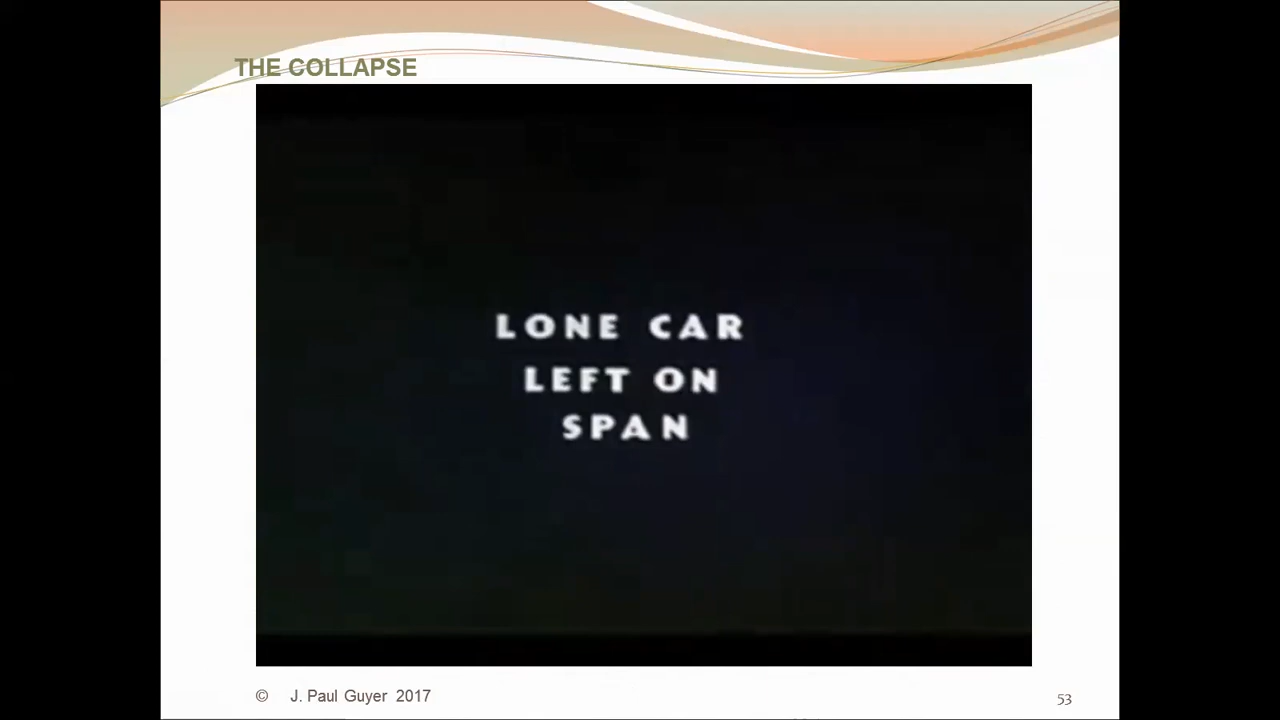 THE COLLAPSE
LONE CAR
LEFT ON
SPAN
© J. Paul Guyer 2017
53